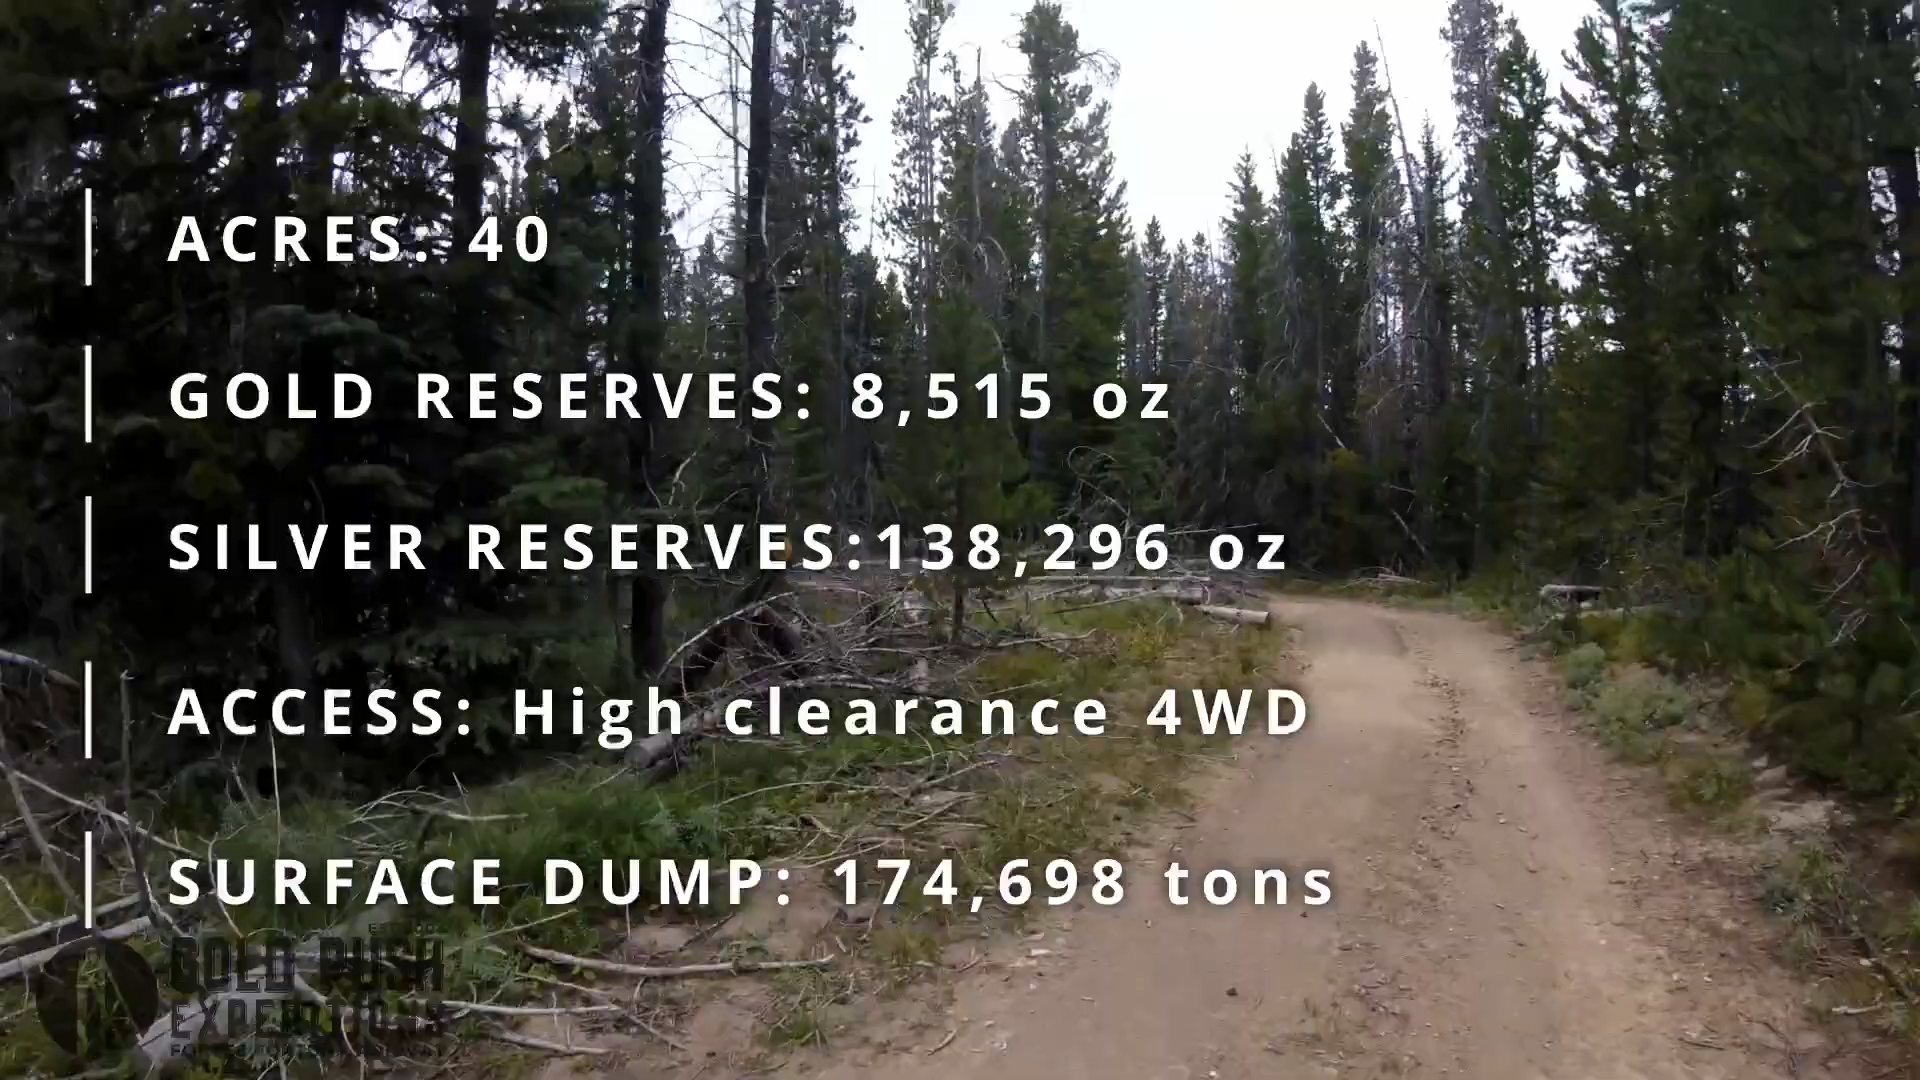 ACRES: 40
GOLD RESERVES: 8,515 oz
SILVER RESERVES:138,296 oz
ACCESS: High clearance 4WD
SURFACE DUMP: 174,698 tons
GOLD RUSH
EXPEDITIONS